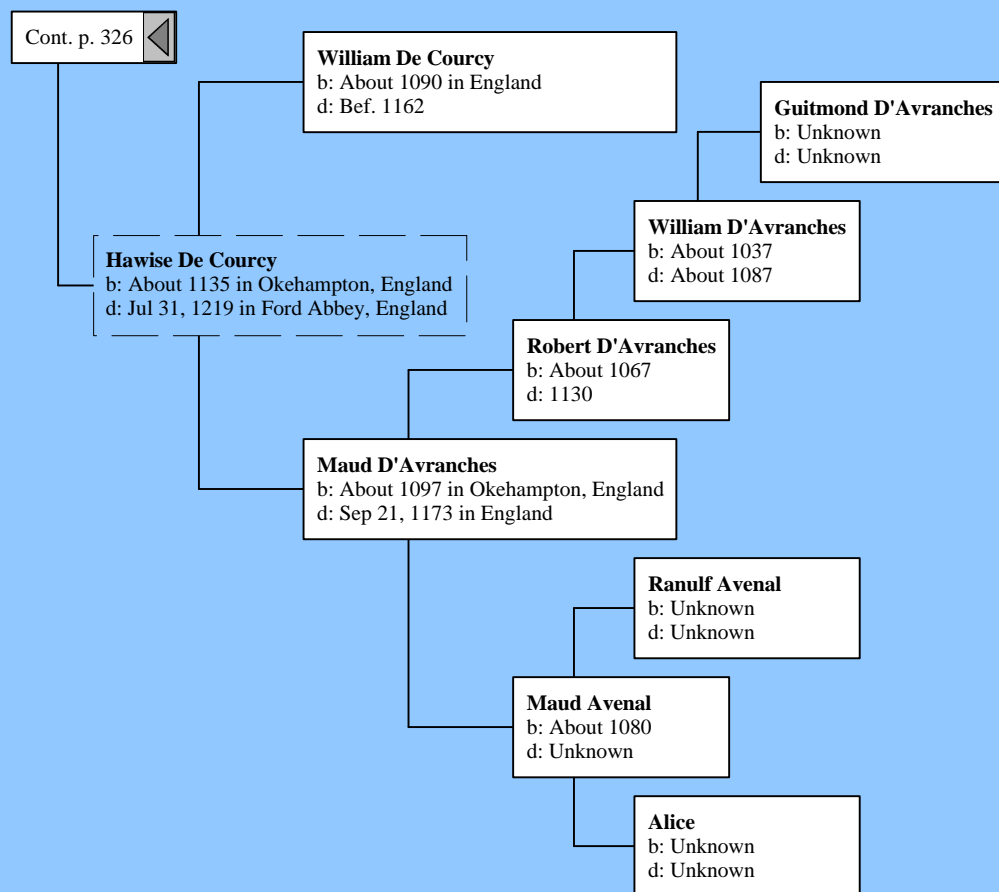 Cont. p. 326
William De Courcy
b: About 1090 in England
d: Bef. 1162
Guitmond D'Avranches
b: Unknown
d: Unknown
William D'Avranches
b: About 1037
d: About 1087
Hawise De Courcy
b: About 1135 in Okehampton, England
d: Jul 31, 1219 in Ford Abbey, England
Robert D'Avranches
b: About 1067
d: 1130
Maud D'Avranches
b: About 1097 in Okehampton, England
d: Sep 21, 1173 in England
Ranulf Avenal
b: Unknown
d: Unknown
Maud Avenal
b: About 1080
d: Unknown
Alice
b: Unknown
d: Unknown